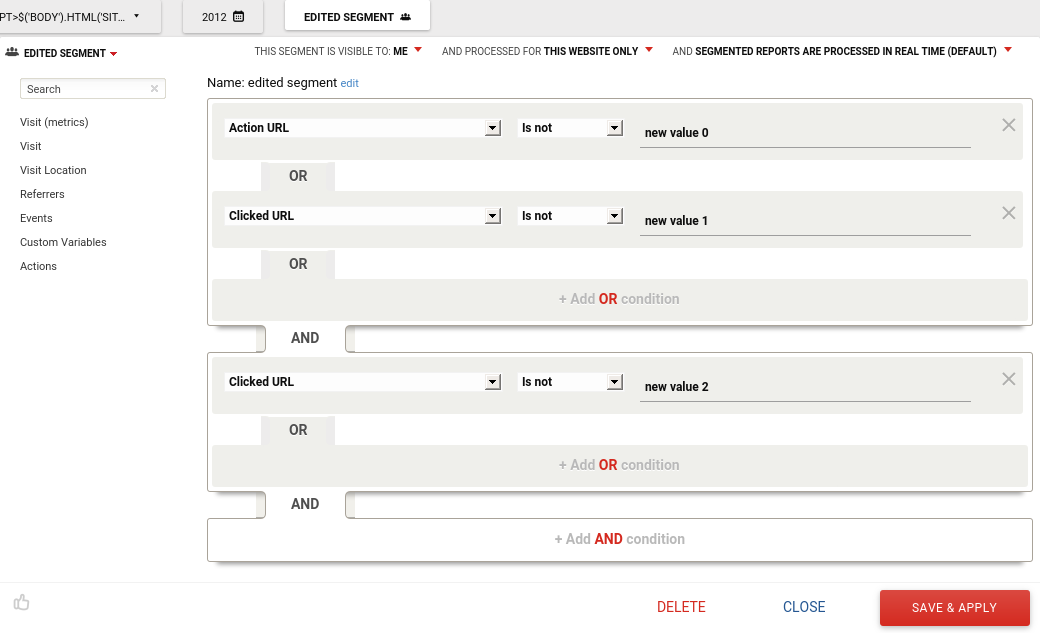 PT>$('BODY').HTML('SIT...
2012
EDITED SEGMENT
EDITED SEGMENT
THIS SEGMENT IS VISIBLE TO: ME AND PROCESSED FOR THIS WEBSITE ONLY AND SEGMENTED REPORTS ARE PROCESSED IN REAL TIME (DEFAULT)
Search
Visit (metrics)
Visit
Visit Location
Referrers
Events
Custom Variables
Actions
Name: edited segment edit
Action URL Is not new value 0
OR
Clicked URL Is not new value 1
OR
+ Add OR condition
AND
Clicked URL Is not new value 2
OR
+ Add OR condition
AND
+ Add AND condition
DELETE CLOSE SAVE & APPLY